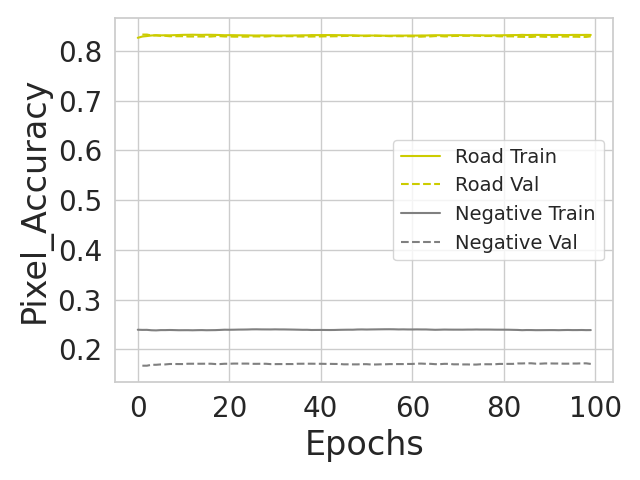 Pixel_Accuracy
0.8
0.7
0.6
0.5
0.4
0.3
0.2
Road Train
Road Val
Negative Train
Negative Val
0 20 40 60 80 100
Epochs